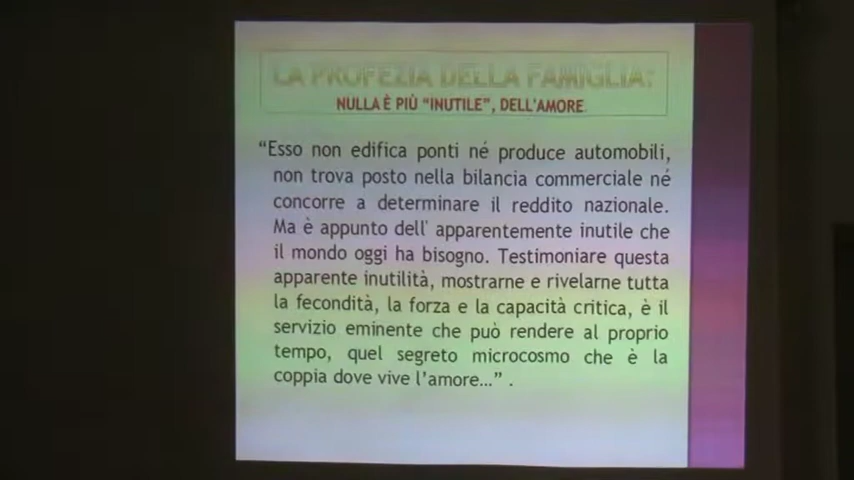 LA PROFEZIA DELLA FAMIGLIA:
NULLA È PIÙ “INUTILE”, DELL'AMORE
“Esso non edifica ponti né produce automobili,
non trova posto nella bilancia commerciale né
concorre a determinare il reddito nazionale.
Ma è appunto dell' apparentemente inutile che
il mondo oggi ha bisogno. Testimoniare questa
apparente inutilità, mostrarne e rivelarne tutta
la fecondità, la forza e la capacità critica, è il
servizio eminente che può rendere al proprio
tempo, quel segreto microcosmo che è la
coppia dove vive l’amore…” .